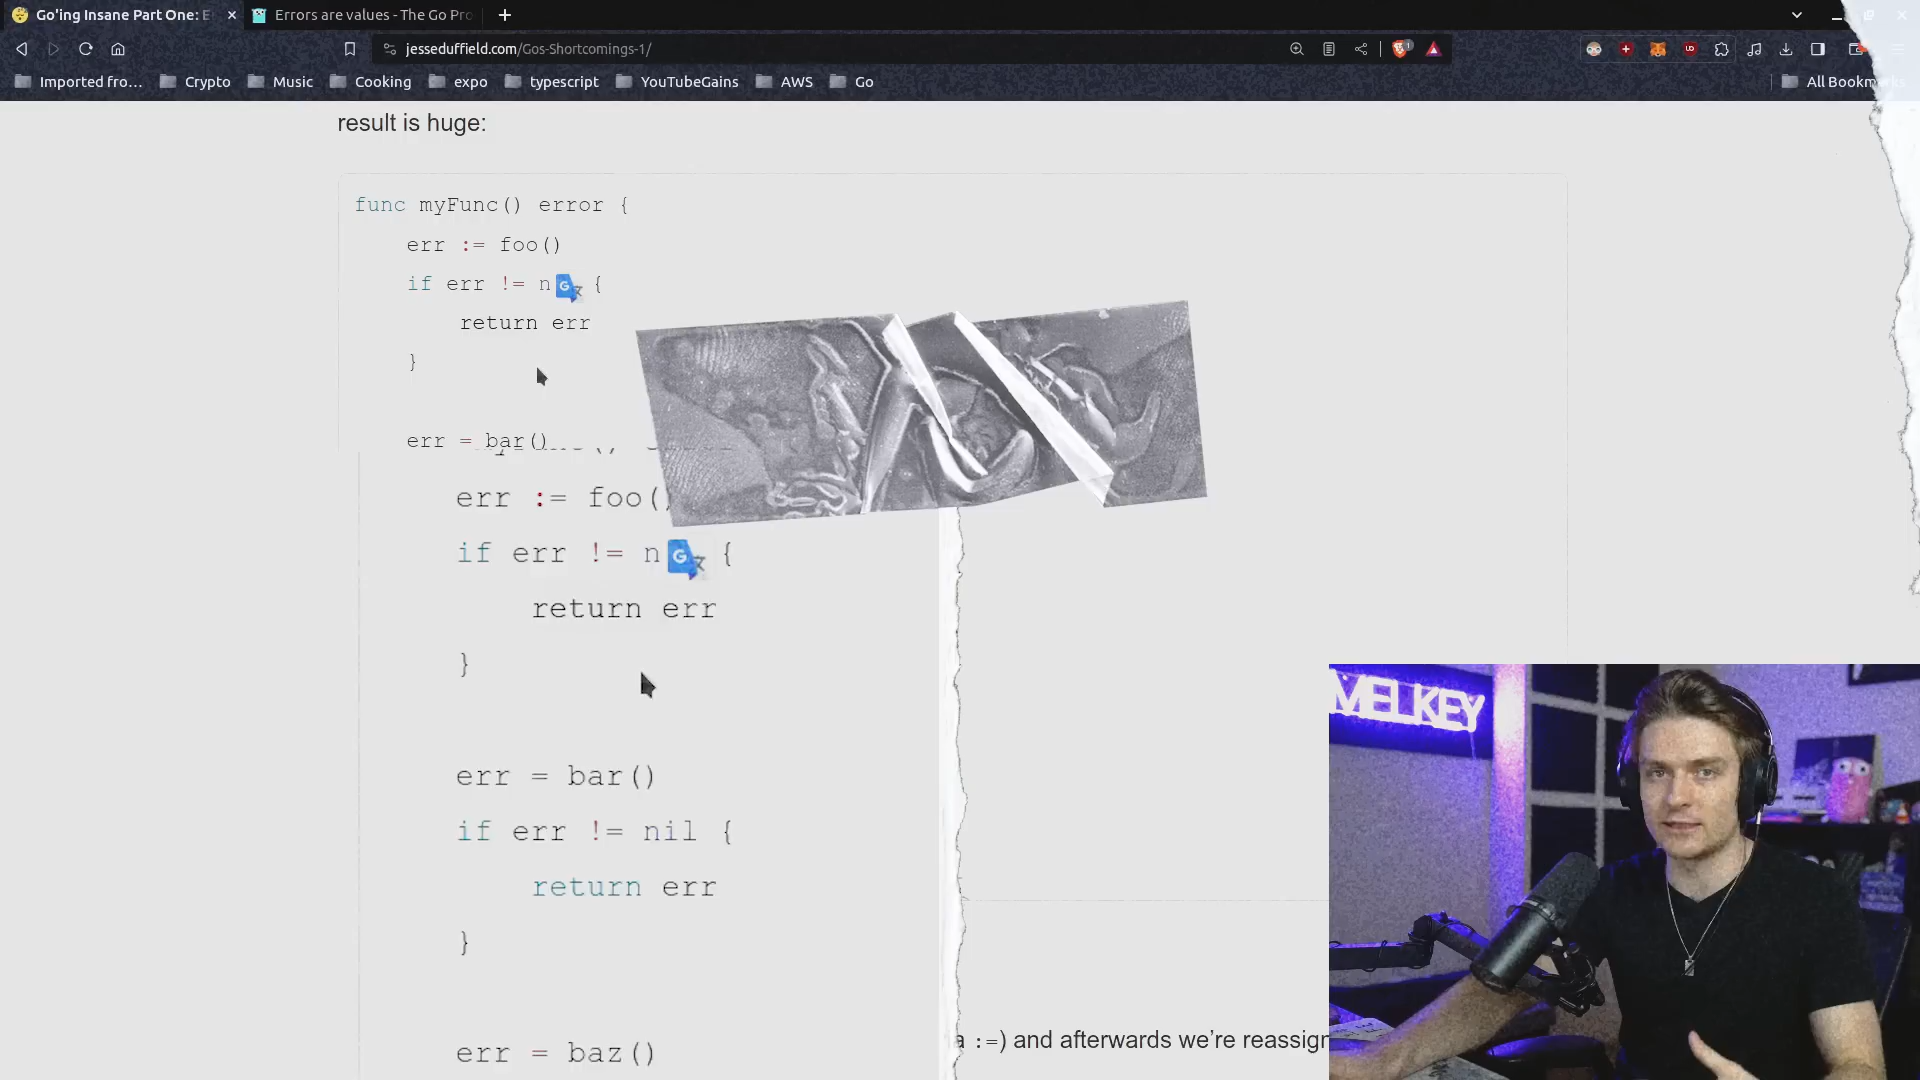 Go'ing Insane Part One: E
Errors are values - The Go Pro
jesseduffield.com/Gos-Shortcomings-1/
Imported fro... Crypto Music Cooking expo typescript YouTubeGains AWS Go All Bookmarks
result is huge:
func myFunc() error {
err := foo()
if err != n {
return err
}
err = bar()
err := foo()
if err != n {
return err
}
err = bar()
if err != nil {
return err
}
err = baz()
a :=) and afterwards we’re reassign
MELKEY